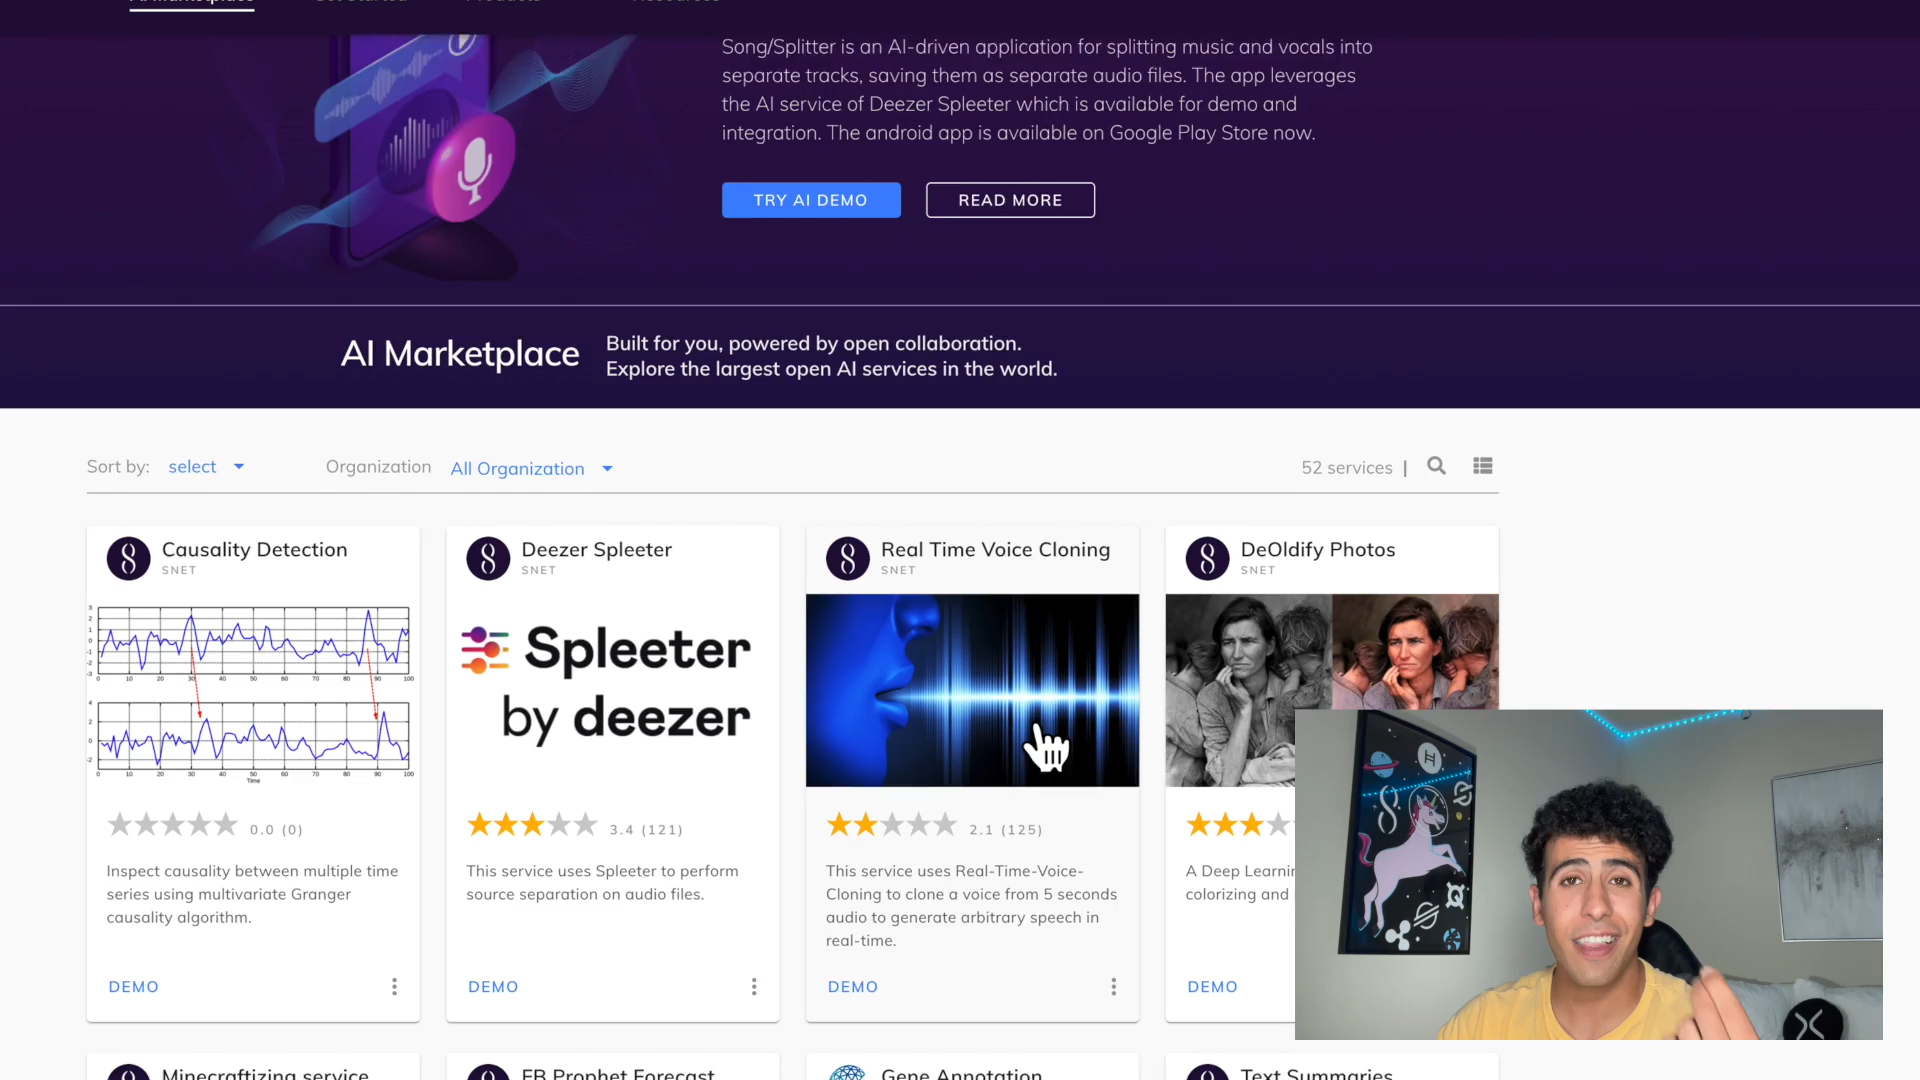 AI Marketplace
Get Started
Products
Resources
Song/Splitter is an AI-driven application for splitting music and vocals into
separate tracks, saving them as separate audio files. The app leverages
the AI service of Deezer Spleeter which is available for demo and
integration. The android app is available on Google Play Store now.
TRY AI DEMO
READ MORE
AI Marketplace
Built for you, powered by open collaboration.
Explore the largest open AI services in the world.
Sort by: select
Organization All Organization
52 services |
Causality Detection
SNET
0.0 (0)
Inspect causality between multiple time
series using multivariate Granger
causality algorithm.
DEMO
Deezer Spleeter
SNET
Spleeter
by deezer
3.4 (121)
This service uses Spleeter to perform
source separation on audio files.
DEMO
Real Time Voice Cloning
SNET
2.1 (125)
This service uses Real-Time-Voice-
Cloning to clone a voice from 5 seconds
audio to generate arbitrary speech in
real-time.
DEMO
DeOldify Photos
SNET
A Deep Learnin
colorizing and
DEMO
Minecraftizing service
FB Prophet Forecast
Gene Annotation
Text Summaries